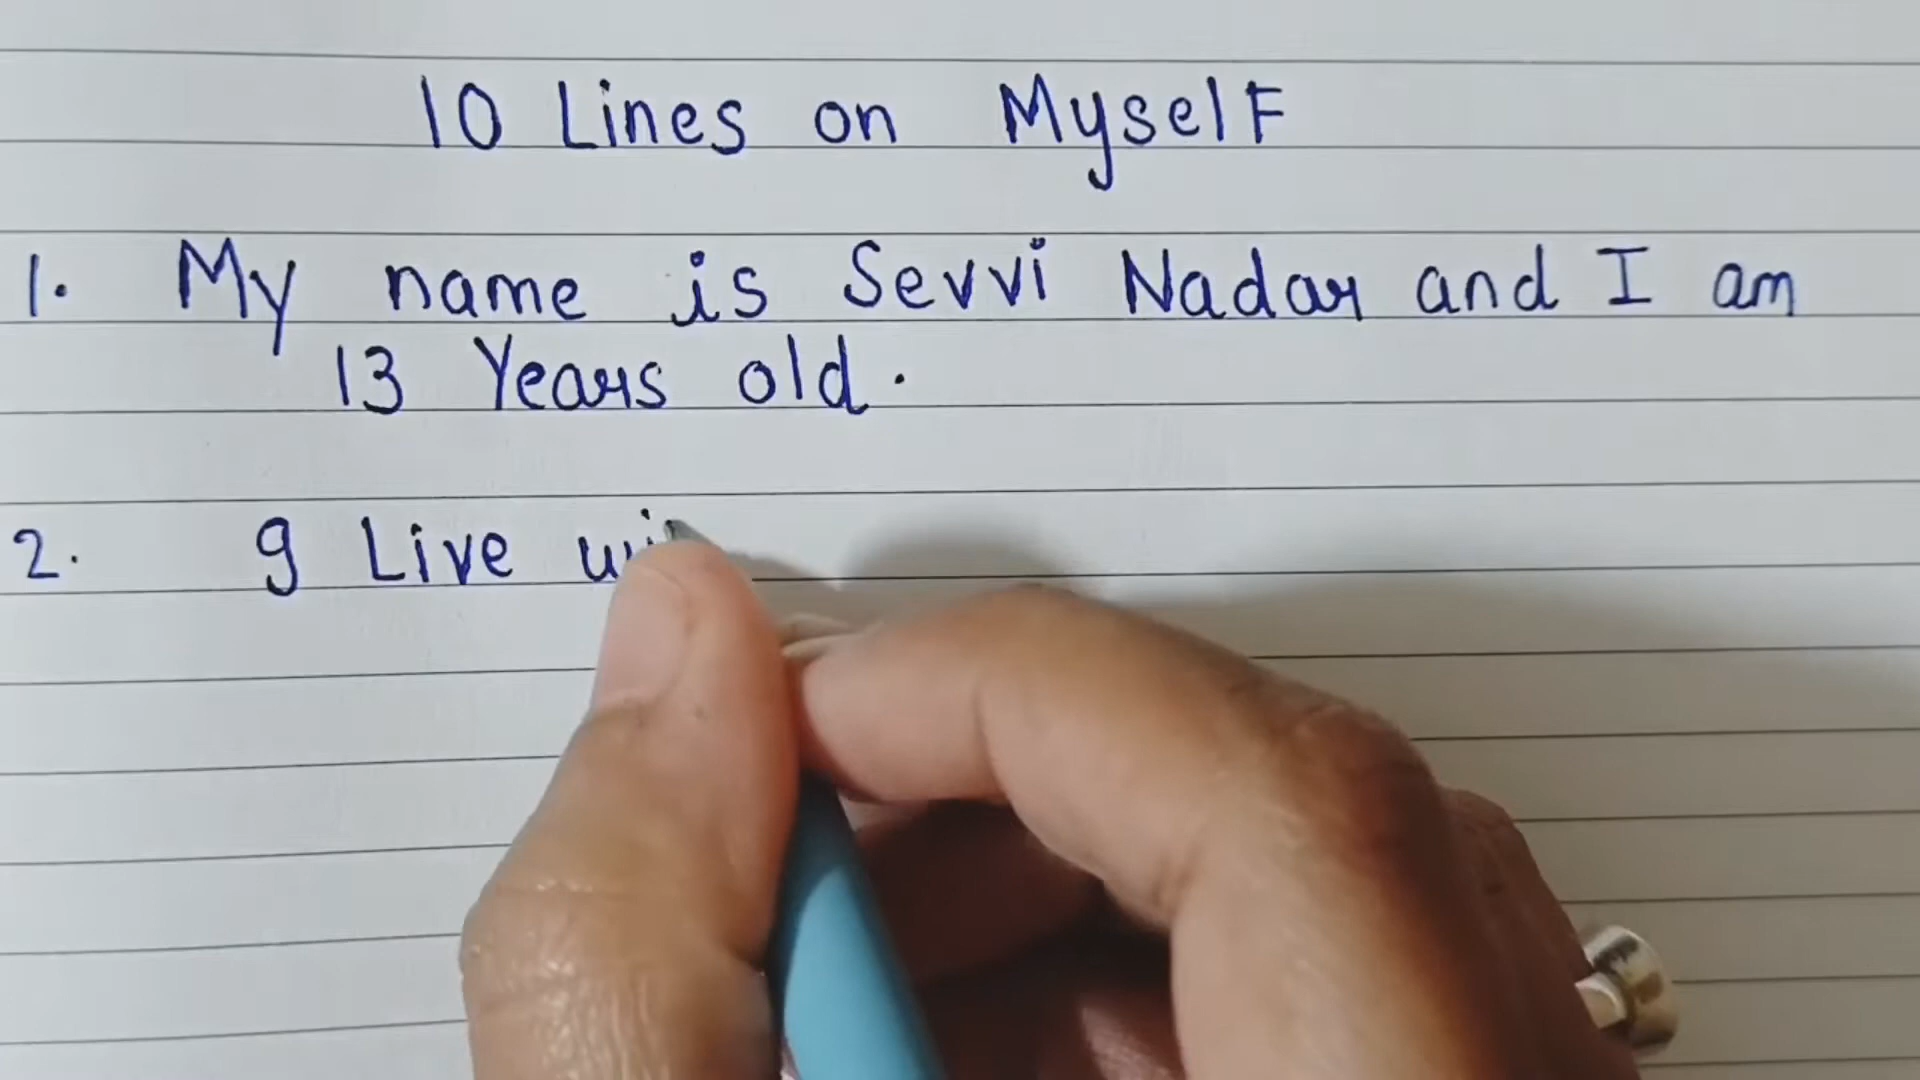 10 Lines on MyselF
1. My name is Sevvi Nadar and I am
13 Years old.
2. I Live